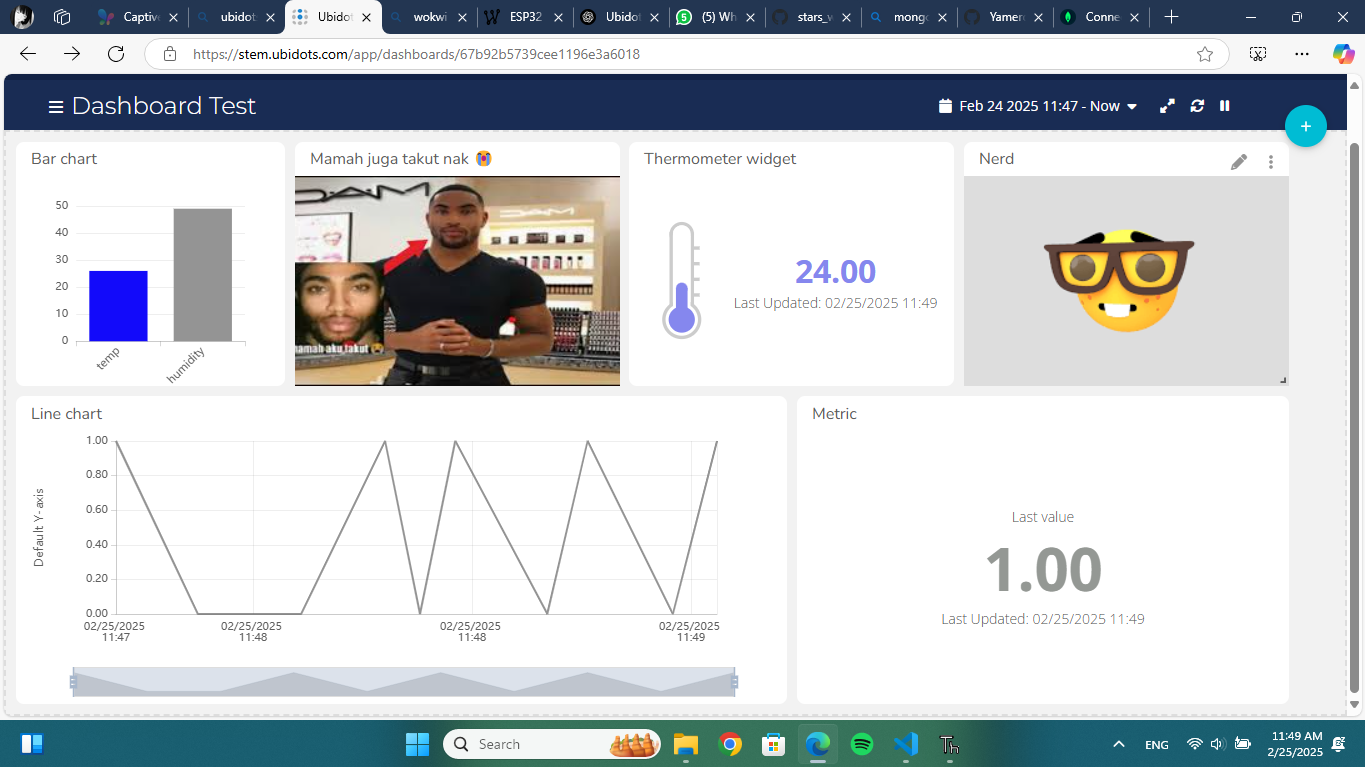 Captiv
ubidot
Ubidot
wokwi
ESP32
Ubidot
(5) Wh
stars_v
mongo
Yamer
Conne
https://stem.ubidots.com/app/dashboards/67b92b5739cee1196e3a6018
Dashboard Test
Feb 24 2025 11:47 - Now
Bar chart
50
40
30
20
10
0
temp
humidity
Mamah juga takut nak 😭
DAM
DAM
mamah aku takut 😭
Thermometer widget
24.00
Last Updated: 02/25/2025 11:49
Nerd
Line chart
Default Y-axis
1.00
0.80
0.60
0.40
0.20
0.00
02/25/2025 11:47
02/25/2025 11:48
02/25/2025 11:48
02/25/2025 11:49
Metric
Last value
1.00
Last Updated: 02/25/2025 11:49
Search
Th
ENG
11:49 AM
2/25/2025